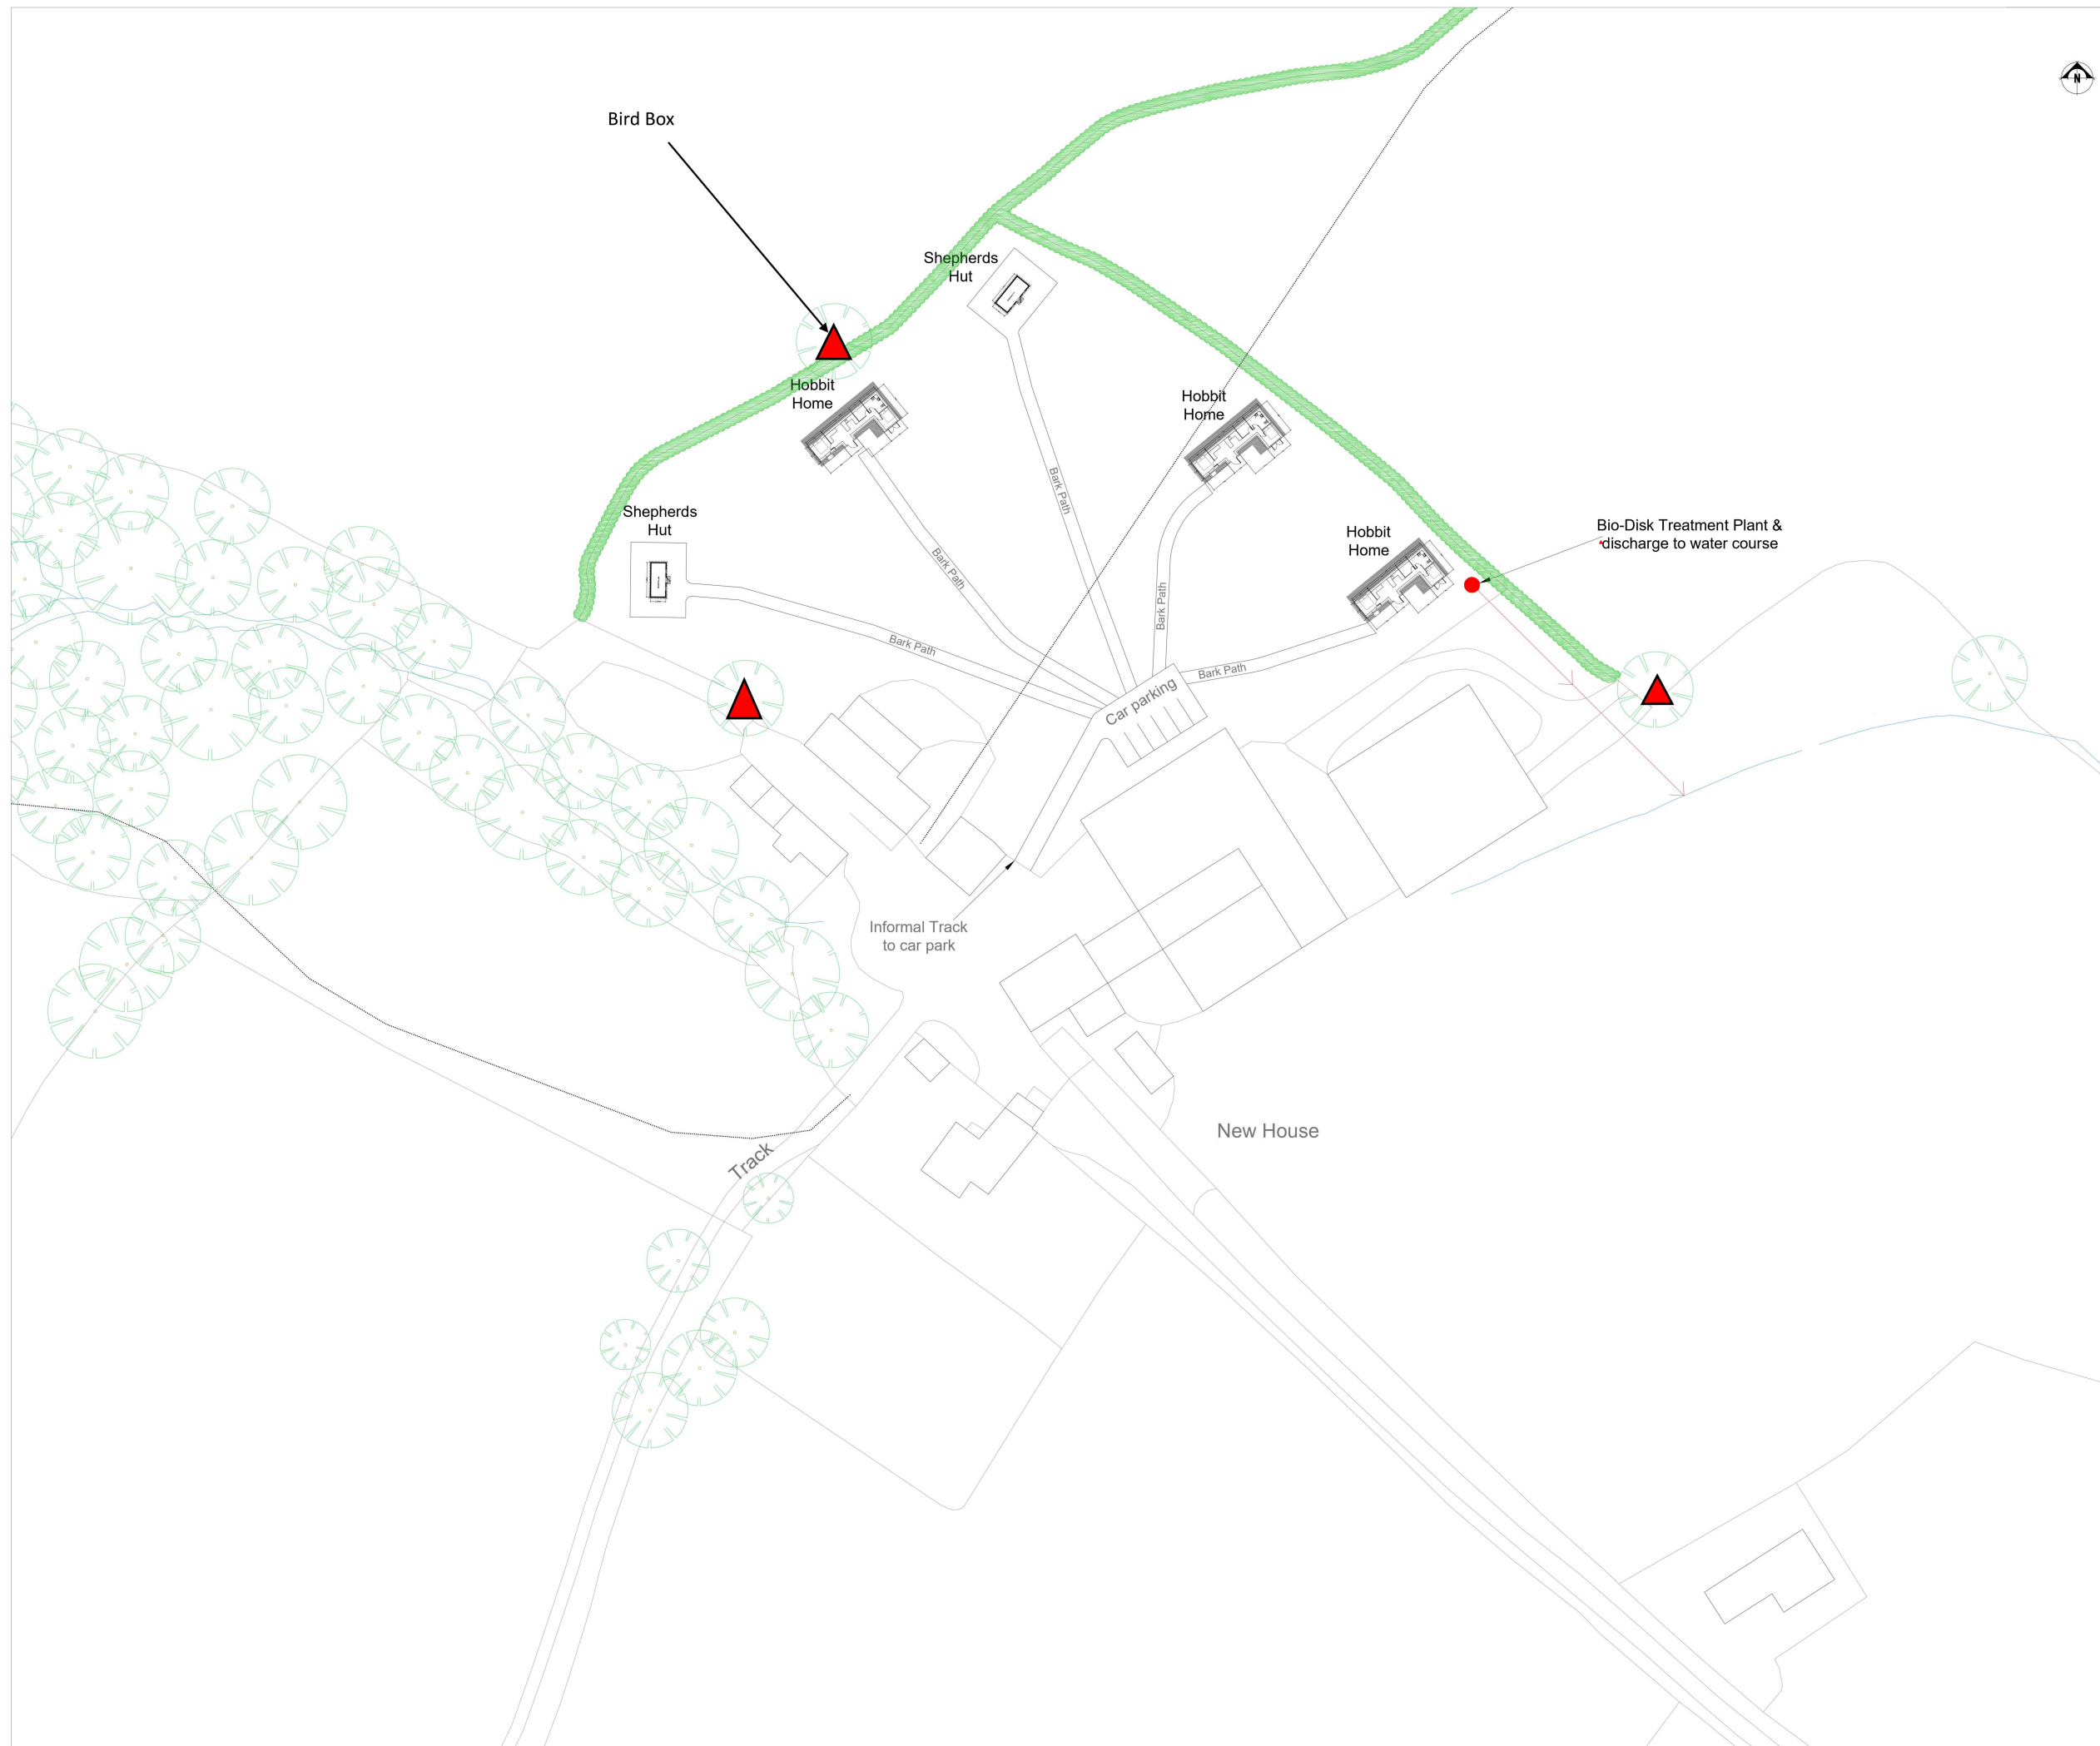 N
Bird Box
Shepherds
Hut
Hobbit
Home
Hobbit
Home
Bark Path
Shepherds
Hut
Hobbit
Home
Bio-Disk Treatment Plant &
discharge to water course
Bark Path
Bark Path
Bark Path
Bark Path
Car parking
Informal Track
to car park
New House
Track